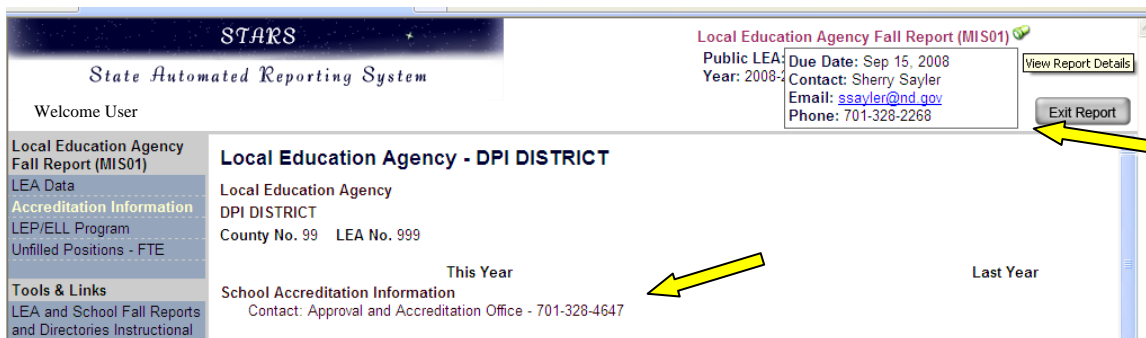 STARS
State Automated Reporting System
Welcome User
Local Education Agency Fall Report (MIS01)
Public LEA:
Year: 2008-2
Due Date: Sep 15, 2008
Contact: Sherry Sayler
Email: ssayler@nd.gov
Phone: 701-328-2268
View Report Details
Exit Report
Local Education Agency
Fall Report (MIS01)
LEA Data
Accreditation Information
LEP/ELL Program
Unfilled Positions - FTE
Tools & Links
LEA and School Fall Reports
and Directories Instructional
Local Education Agency - DPI DISTRICT
Local Education Agency
DPI DISTRICT
County No. 99 LEA No. 999
This Year Last Year
School Accreditation Information
Contact: Approval and Accreditation Office - 701-328-4647